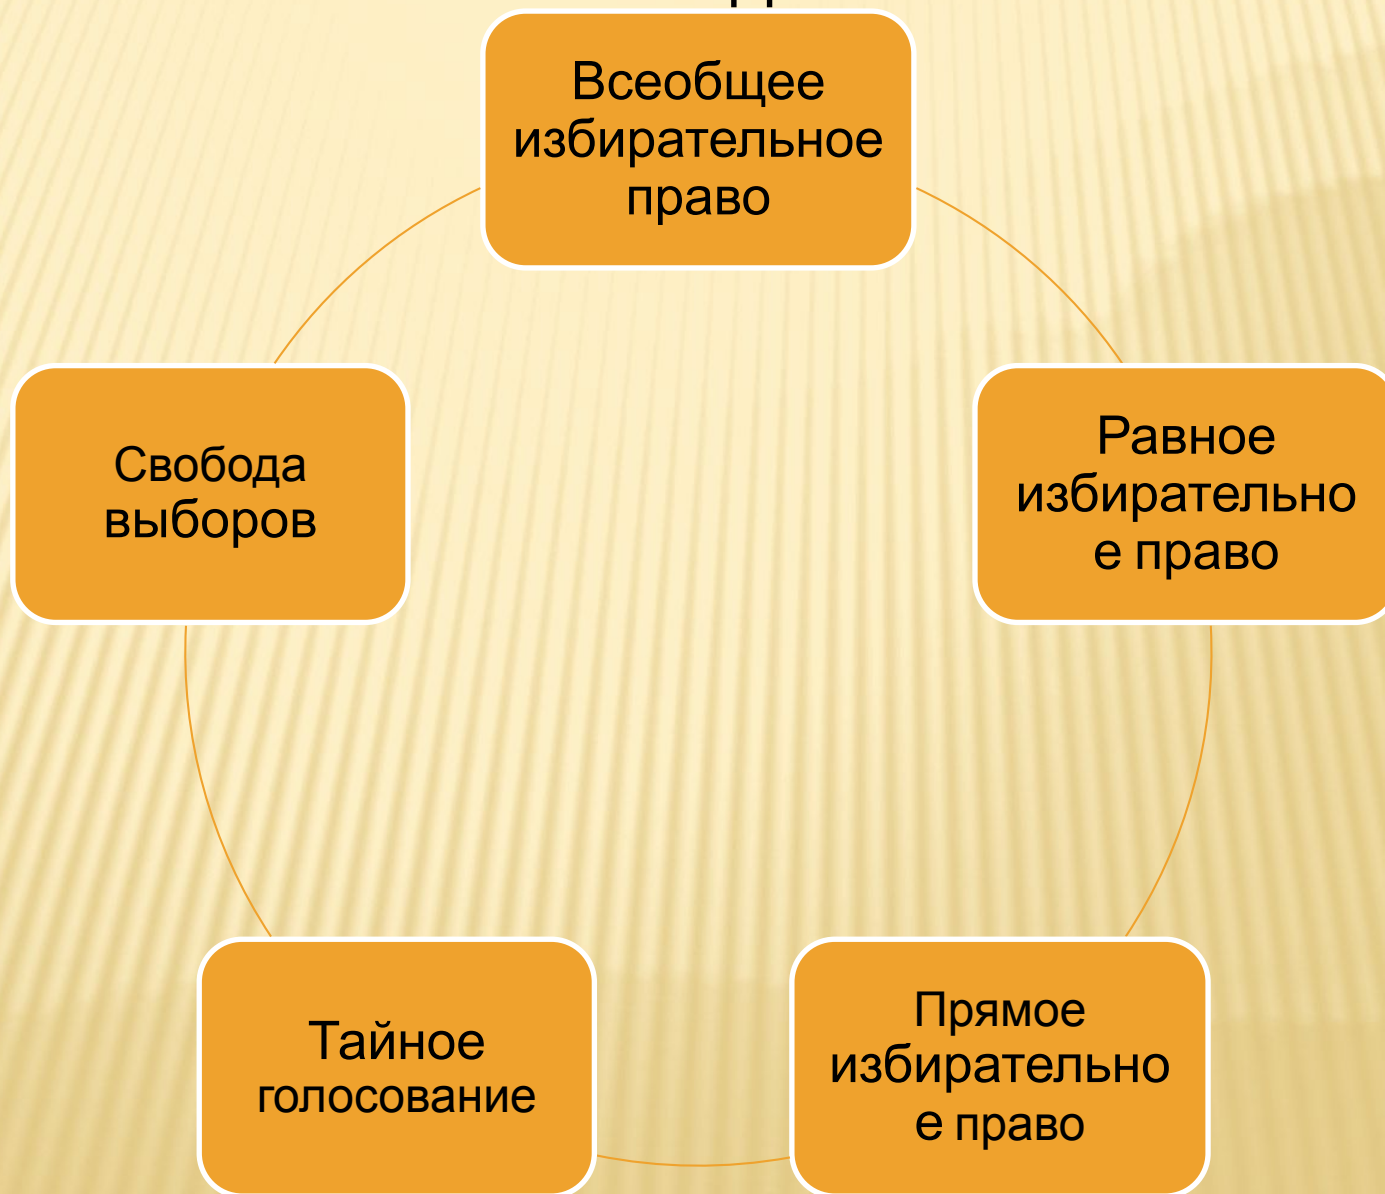 Всеобщее
избирательное
право
Равное
избирательно
е право
Прямое
избирательно
е право
Тайное
голосование
Свобода
выборов